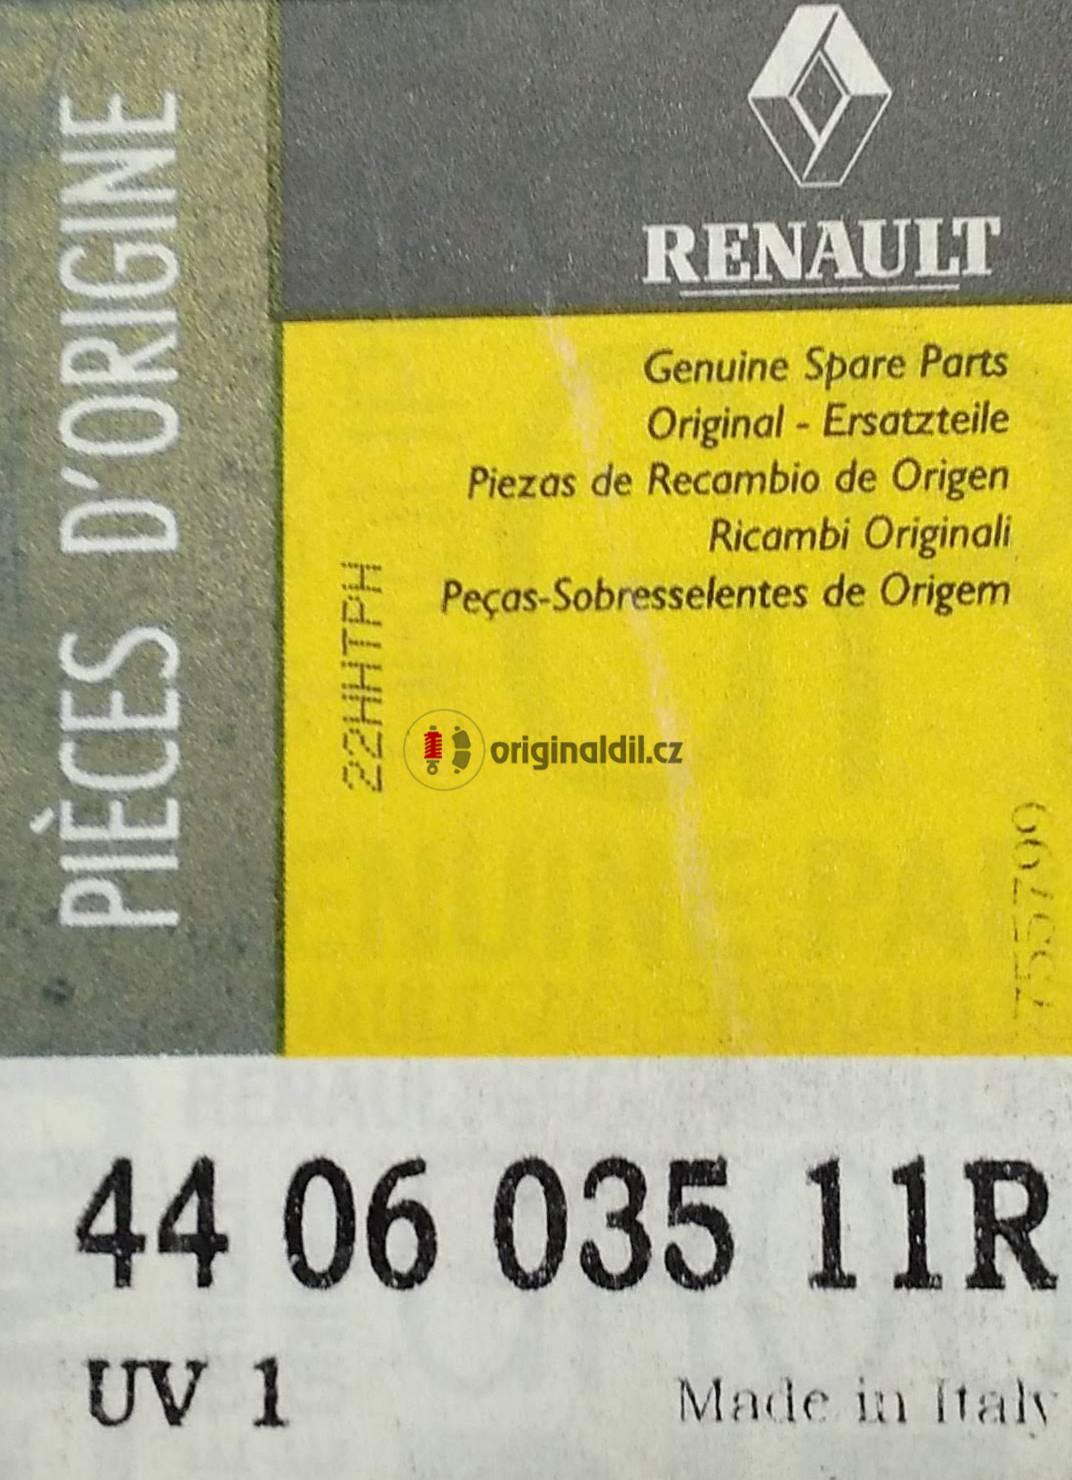 PIÈCES D'ORIGINE
RENAULT
Genuine Spare Parts
Original - Ersatzteile
Piezas de Recambio de Origen
Ricambi Originali
Peças-Sobresselentes de Origem
22HHTPH
originaldil.cz
755799
44 06 035 11R
UV 1
Made in Italy